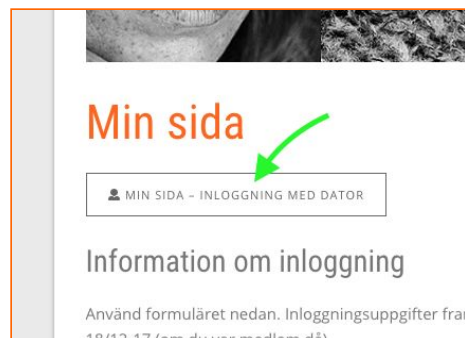 Min sida
MIN SIDA – INLOGGNING MED DATOR
Information om inloggning
Använd formuläret nedan. Inloggningsuppgifter
18/12-17 (om du var medlem då)